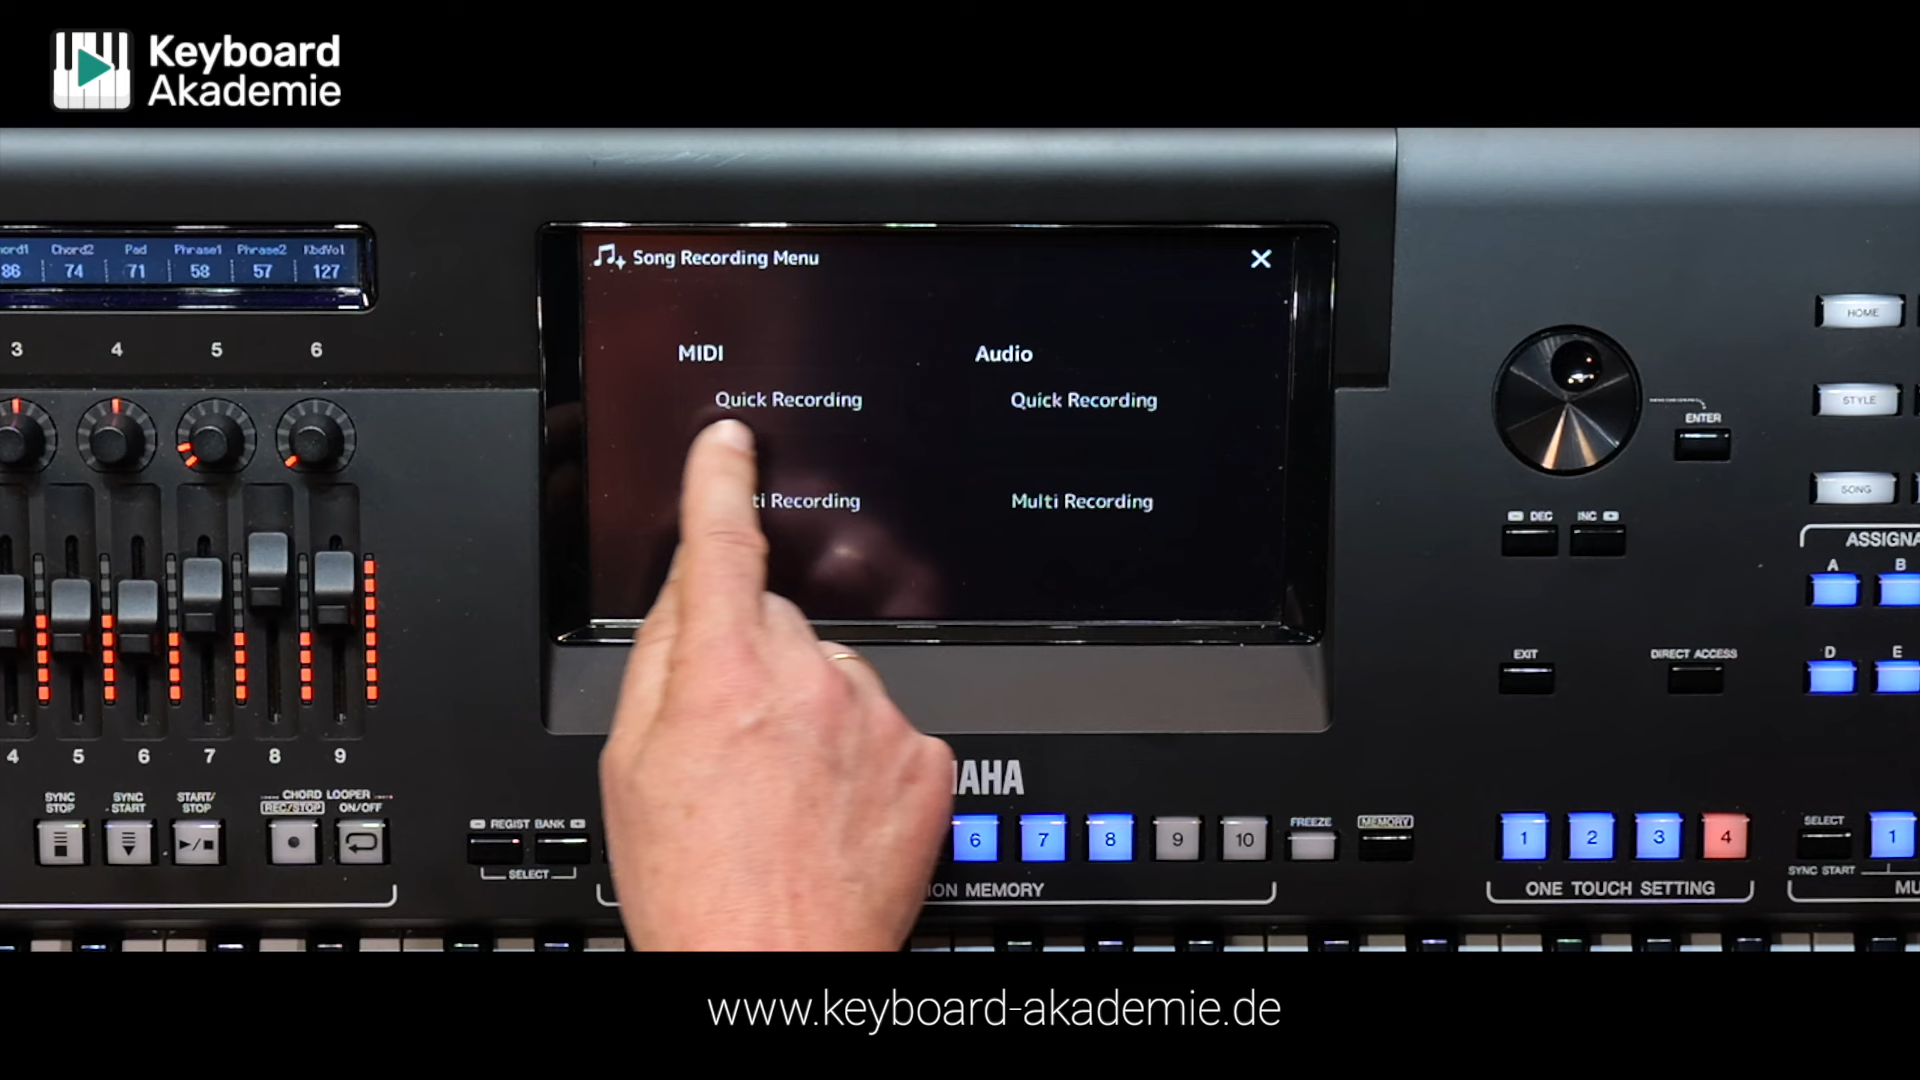 Keyboard
Akademie
Chord2 Pad Phrase1 Phrase2 KbdVol
86 74 71 58 57 127
3 4 5 6
Song Recording Menu
MIDI
Audio
Quick Recording
Quick Recording
Recording
Multi Recording
ENTER
HOME
STYLE
SONG
DEC INC
ASSIGNA
A B
EXIT
DIRECT ACCESS
D E
4 5 6 7 8 9
SYNC STOP
SYNC START
START/STOP
CHORD LOOPER
REC/STOP ON/OFF
REGIST BANK
SELECT
AHA
6 7 8 9 10
FREEZE
MEMORY
ION MEMORY
1 2 3 4
ONE TOUCH SETTING
SELECT
1
SYNC START
MU
www.keyboard-akademie.de